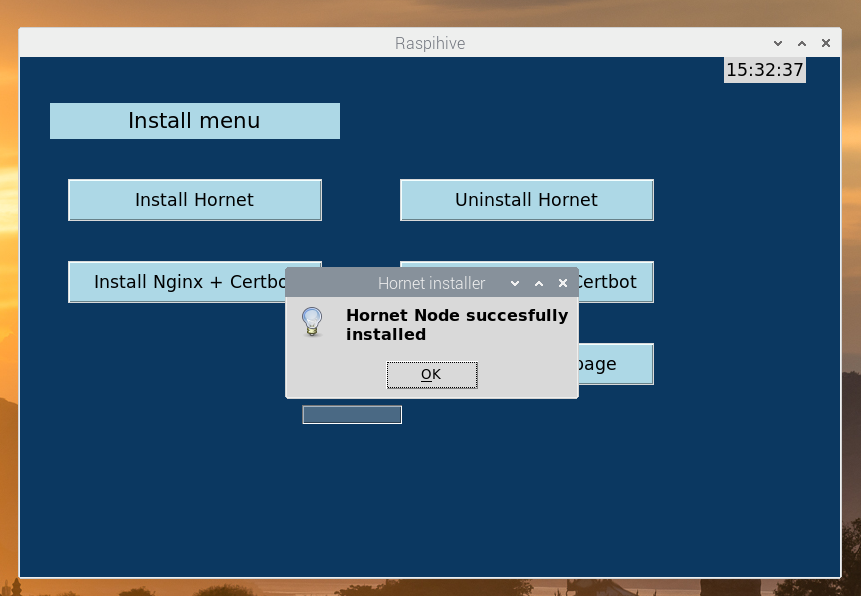 Raspihive
15:32:37
Install menu
Install Hornet
Uninstall Hornet
Install Nginx +
Certbot
Hornet installer
Hornet Node succesfully
installed
OK
page